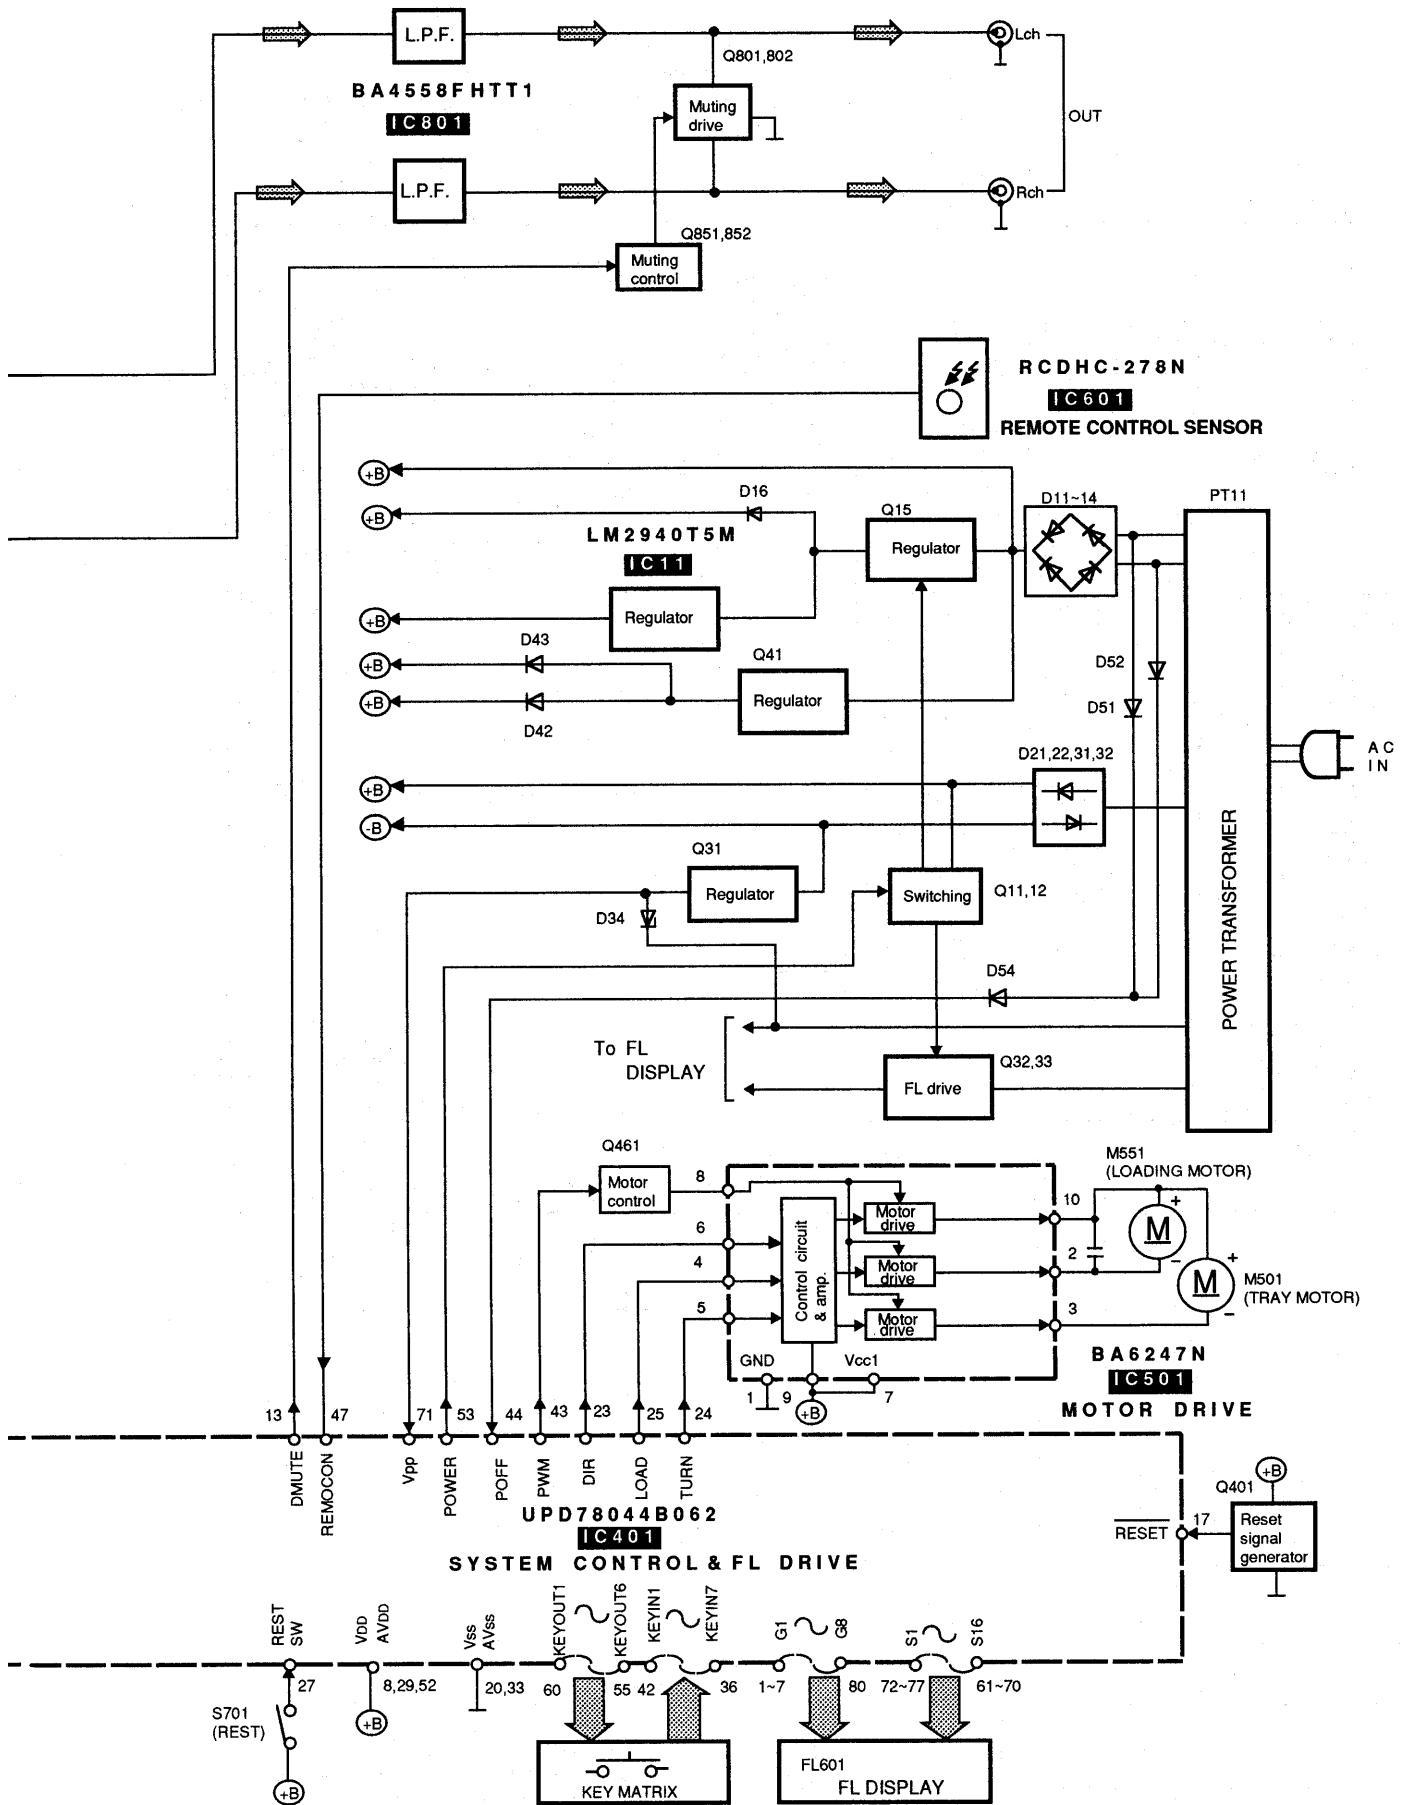 L.P.F.
Lch
Q801,802
BA4558FHTT1
IC801
Muting
drive
OUT
L.P.F.
Rch
Q851,852
Muting
control
RCDHC-278N
IC601
REMOTE CONTROL SENSOR
+B
D16
D11~14
PT11
+B
Q15
LM2940T5M
Regulator
IC11
+B
Regulator
D43
+B
Q41
D52
+B
Regulator
D51
D42
AC
IN
D21,22,31,32
+B
-B
POWER TRANSFORMER
Q31
Regulator
Switching
Q11,12
D34
D54
To FL
DISPLAY
Q32,33
FL drive
Q461
M551
(LOADING MOTOR)
Motor
control
8
10
+
Motor
drive
M
-
6
Control circuit
& amp.
2
+
4
Motor
drive
M
M501
(TRAY MOTOR)
-
5
3
Motor
drive
BA6247N
IC501
MOTOR DRIVE
GND
Vcc1
1
9
7
+B
13
47
71
53
44
43
23
25
24
DMUTE
REMOCON
Vpp
POWER
POFF
PWM
DIR
LOAD
TURN
+B
Q401
UPD78044B062
IC401
SYSTEM CONTROL & FL DRIVE
RESET
17
Reset
signal
generator
REST
SW
VDD
AVDD
Vss
AVss
KEYOUT1
~
KEYOUT6
KEYIN1
~
KEYIN7
G1
~
G8
S1
~
S16
27
8,29,52
20,33
60
55
42
36
1~7
80
72~77
61~70
S701
(REST)
+B
+B
KEY MATRIX
FL601
FL DISPLAY